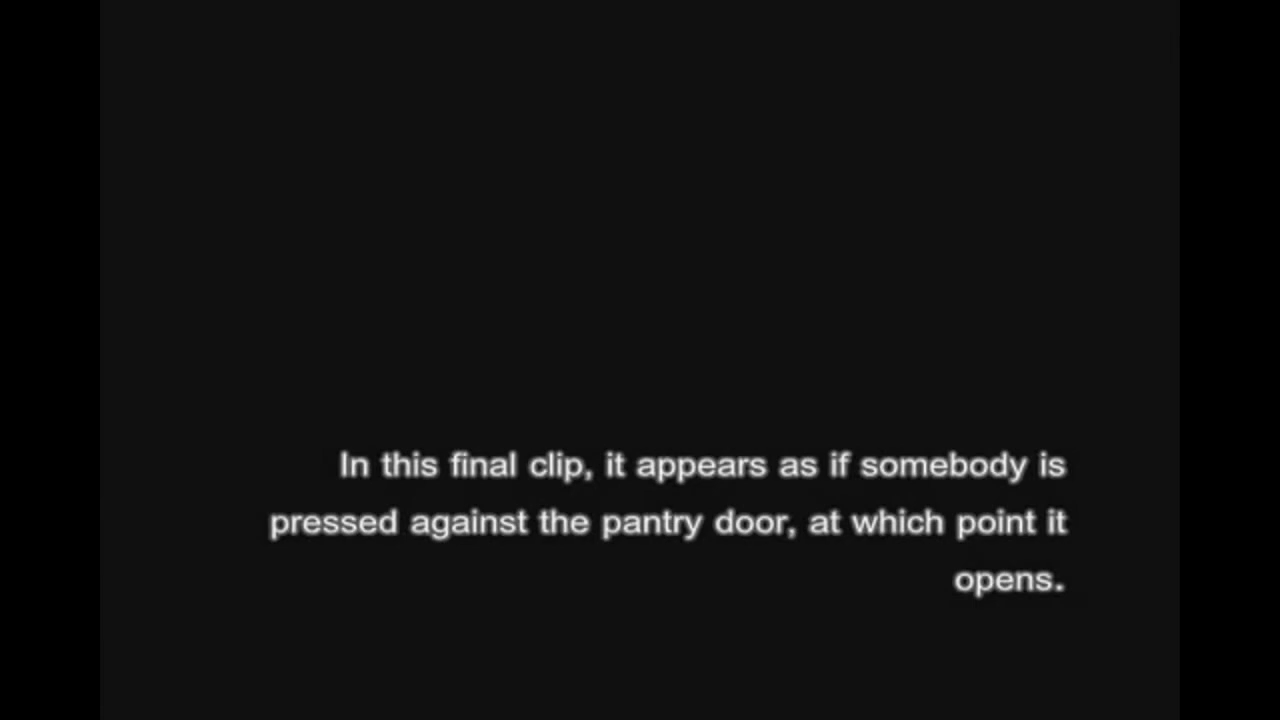 In this final clip, it appears as if somebody is
pressed against the pantry door, at which point it
opens.